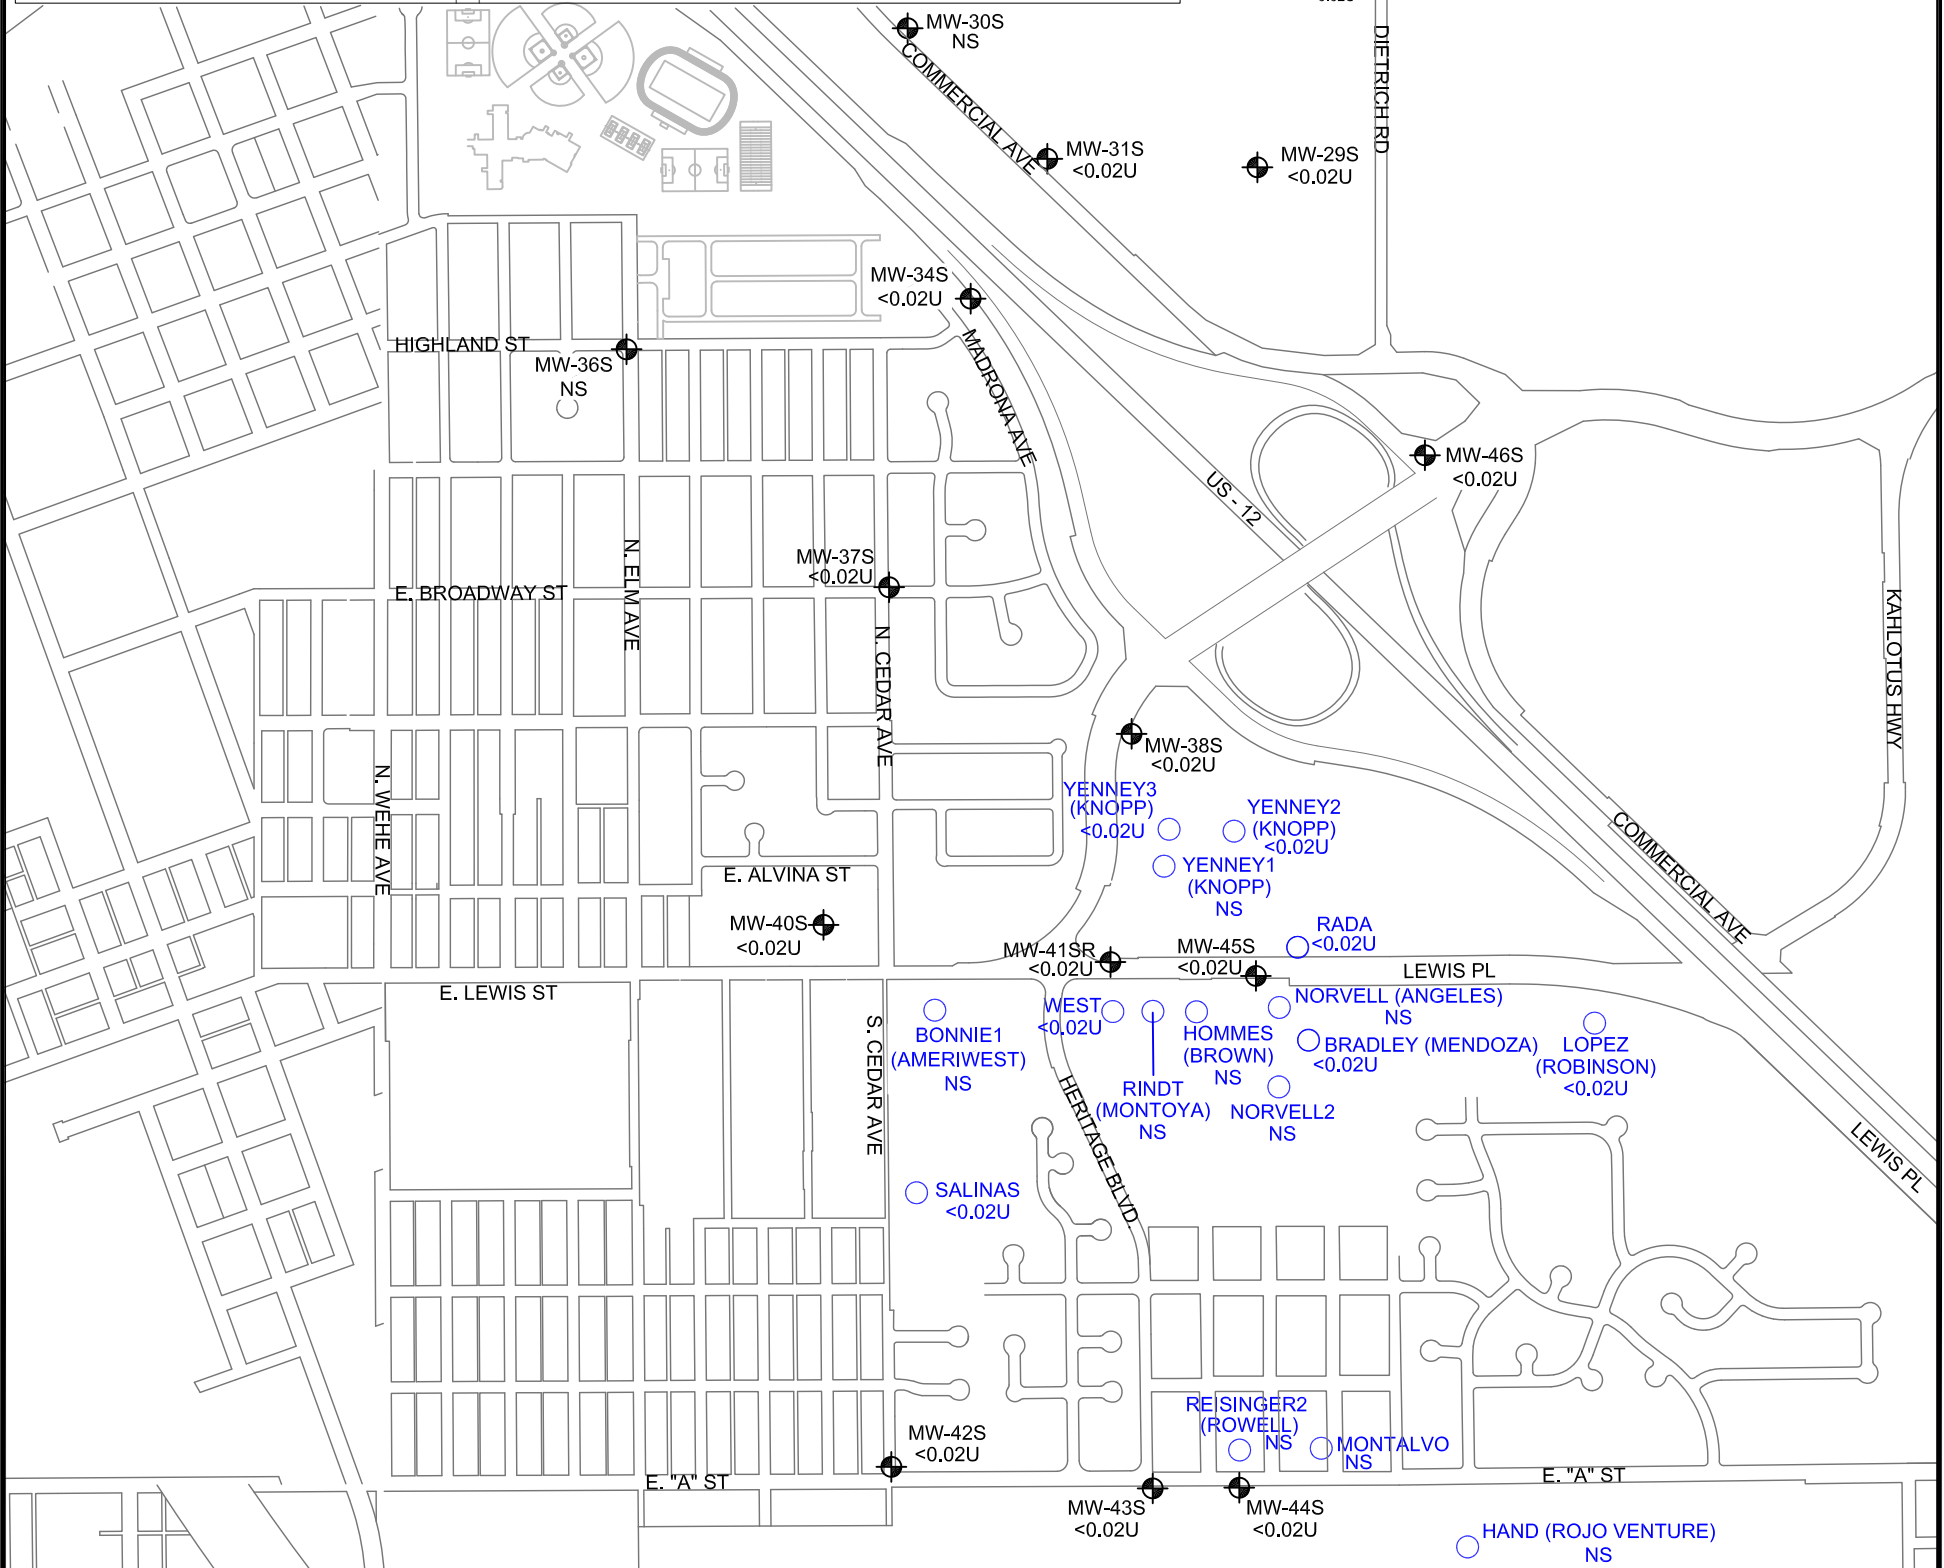 MW-30S
NS
COMMERCIAL AVE
DIETRICH RD
MW-31S
<0.02U
MW-29S
<0.02U
MW-34S
<0.02U
HIGHLAND ST
MW-36S
NS
MADRONA AVE
MW-46S
<0.02U
US - 12
MW-37S
<0.02U
E. BROADWAY ST
N. ELM AVE
N. CEDAR AVE
KAHLOTUS HWY
MW-38S
<0.02U
N. WEHE AVE
YENNEY3
(KNOPP)
<0.02U
YENNEY2
(KNOPP)
<0.02U
YENNEY1
(KNOPP)
NS
COMMERCIAL AVE
E. ALVINA ST
MW-40S
<0.02U
RADA
<0.02U
MW-41SR
<0.02U
MW-45S
<0.02U
LEWIS PL
E. LEWIS ST
BONNIE1
(AMERIWEST)
NS
S. CEDAR AVE
WEST
<0.02U
RINDT
(MONTOYA)
NS
HOMMES
(BROWN)
NS
NORVELL (ANGELES)
NS
BRADLEY (MENDOZA)
<0.02U
NORVELL2
NS
LOPEZ
(ROBINSON)
<0.02U
HERITAGE BLVD.
LEWIS PL
SALINAS
<0.02U
REISINGER2
(ROWELL)
NS
MONTALVO
NS
MW-42S
<0.02U
E. "A" ST
E. "A" ST
MW-43S
<0.02U
MW-44S
<0.02U
HAND (ROJO VENTURE)
NS